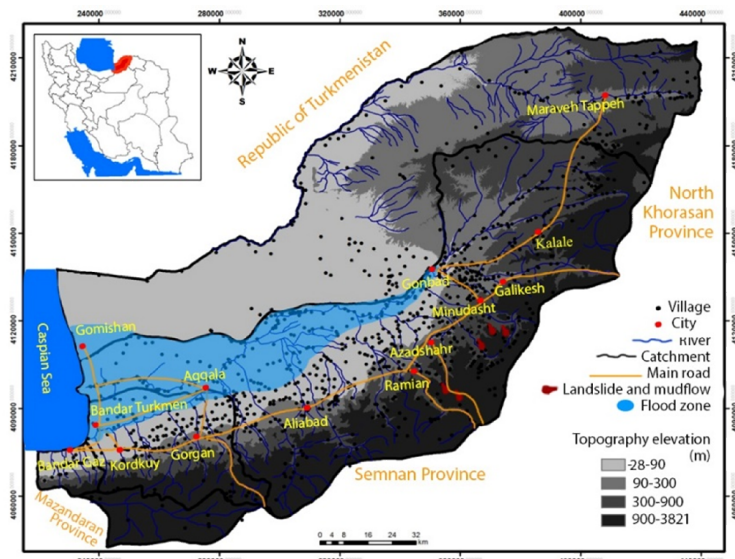 240000 280000 320000 360000 400000 440000
4210000
4180000
4160000
4120000
4090000
4060000
N
W E
S
Republic of Turkmenistan
Maraveh Tappeh
North
Khorasan
Province
Kalale
Gonbad
Galikesh
Minudasht
Gomishan
Caspian Sea
Azadshahr
Aqqala
Ramian
Bandar Turkmen
Aliabad
Bandar Gaz
Kordkuy
Gorgan
Semnan Province
Mazandaran
Province
Village
City
River
Catchment
Main road
Landslide and mudflow
Flood zone
Topography elevation
(m)
-28-90
90-300
300-900
900-3821
0 4 8 16 24 32
km